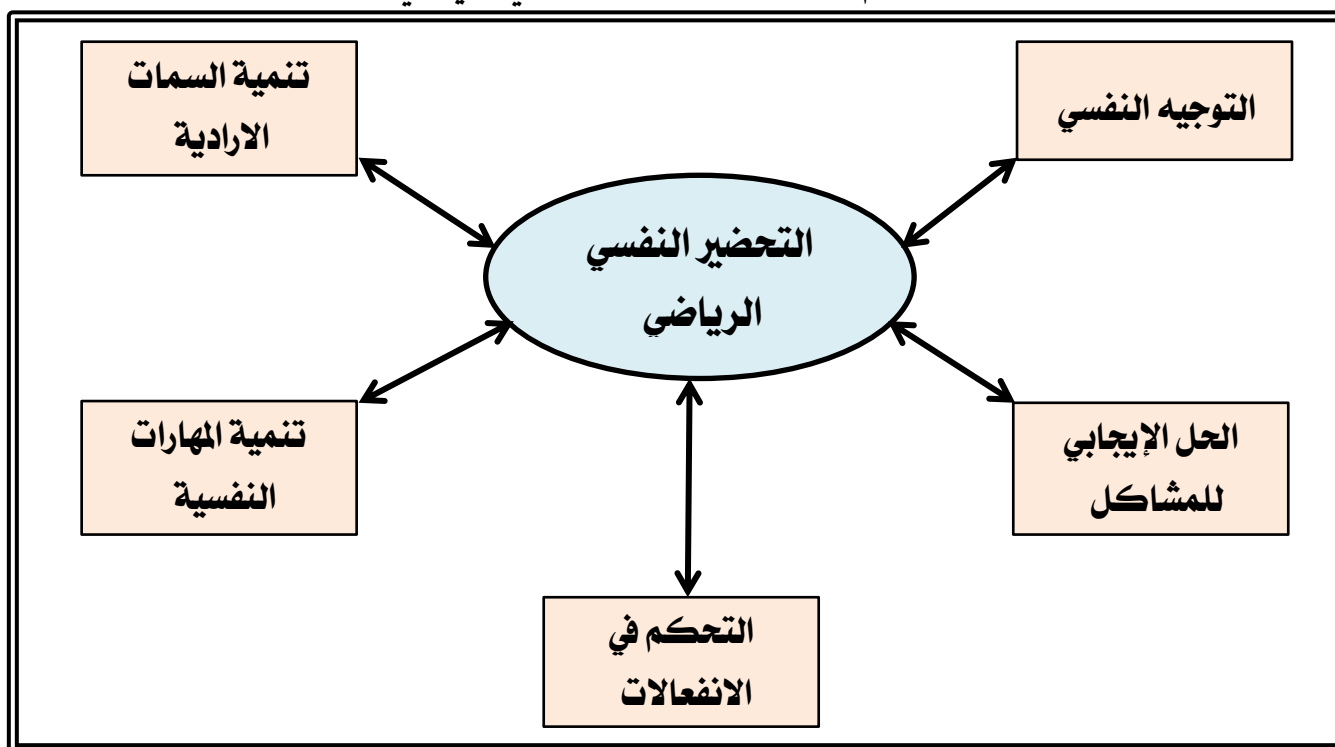 التوجيه النفسي
تنمية السمات
الارادية
التحضير النفسي
الرياضي
الحل الإيجابي
للمشاكل
تنمية المهارات
النفسية
التحكم في
الانفعالات